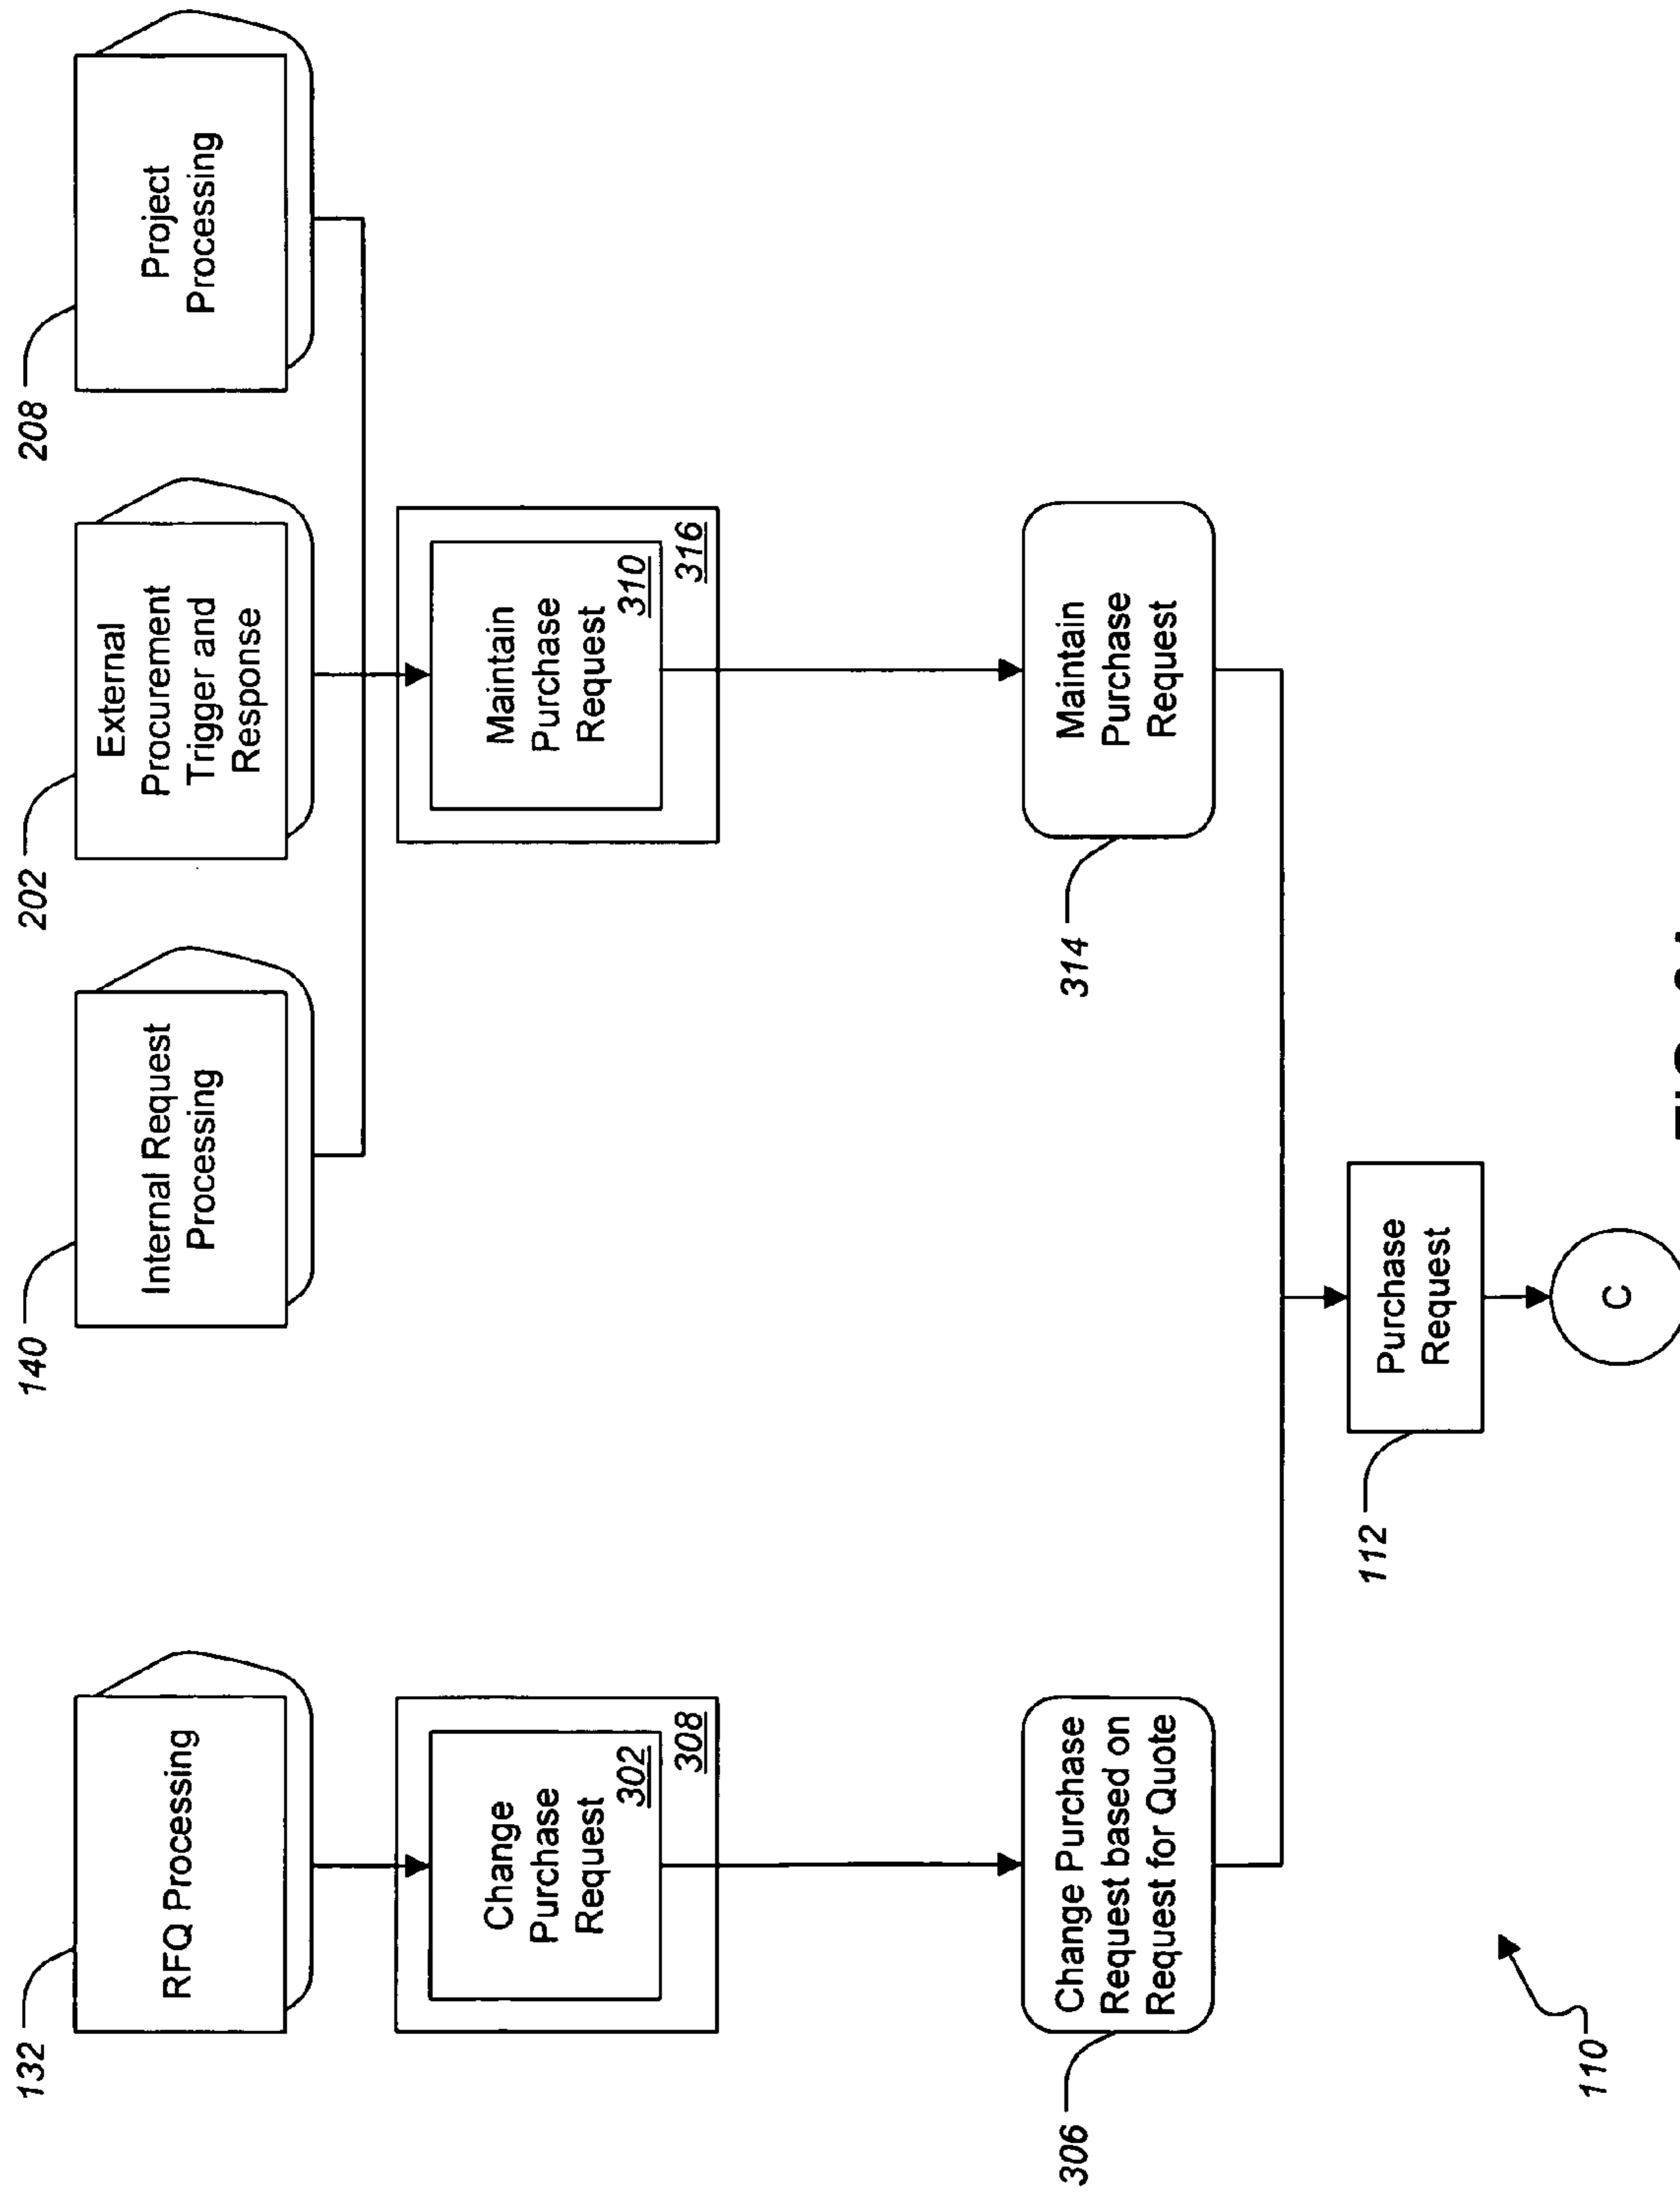 132
RFQ Processing
140
Internal Request
Processing
202
External
Procurement
Trigger and
Response
208
Project
Processing
Change
Purchase
Request
302
308
Maintain
Purchase
Request
310
316
306
Change Purchase
Request based on
Request for Quote
314
Maintain
Purchase
Request
112
Purchase
Request
C
110